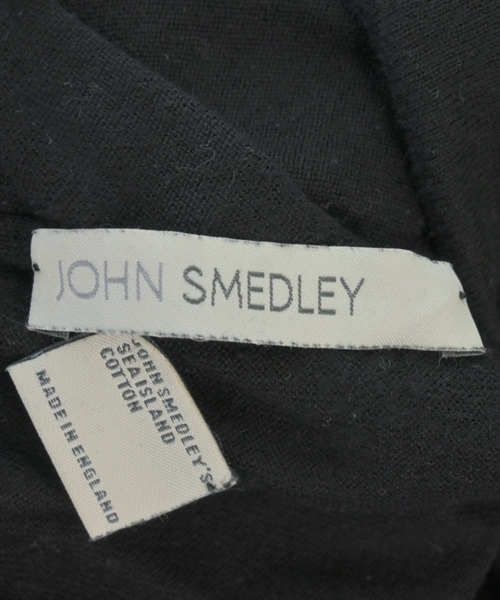 JOHN SMEDLEY
JOHN SMEDLEY'S
SEA ISLAND
COTTON
MADE IN ENGLAND